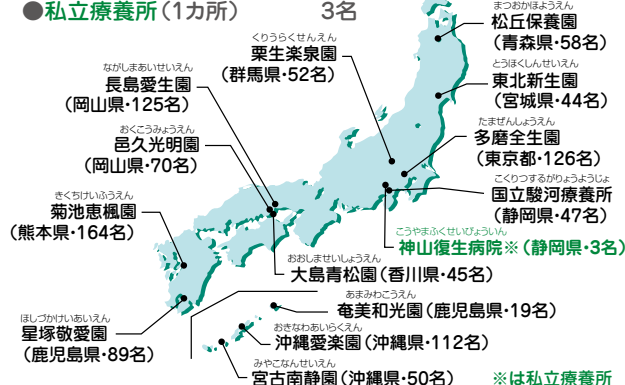 ●私立療養所（1カ所）　3名
まつおかほようえん
松丘保養園
（青森県・58名）
くりうらくせんえん
栗生楽泉園
（群馬県・52名）
とうほくしんせいえん
東北新生園
（宮城県・44名）
ながしまあいせいえん
長島愛生園
（岡山県・125名）
たまぜんしょうえん
多磨全生園
（東京都・126名）
おくこうみょうえん
邑久光明園
（岡山県・70名）
こくりつするがりょうようじょ
国立駿河療養所
（静岡県・47名）
きくちけいふうえん
菊池恵楓園
（熊本県・164名）
こうやまふくせいびょういん
神山復生病院※（静岡県・3名）
おおしませいしょうえん
大島青松園（香川県・45名）
あまみわこうえん
奄美和光園（鹿児島県・19名）
ほしづかけいあいえん
星塚敬愛園
（鹿児島県・89名）
おきなわあいらくえん
沖縄愛楽園（沖縄県・112名）
みやこなんせいえん
宮古南静園（沖縄県・50名）
※は私立療養所